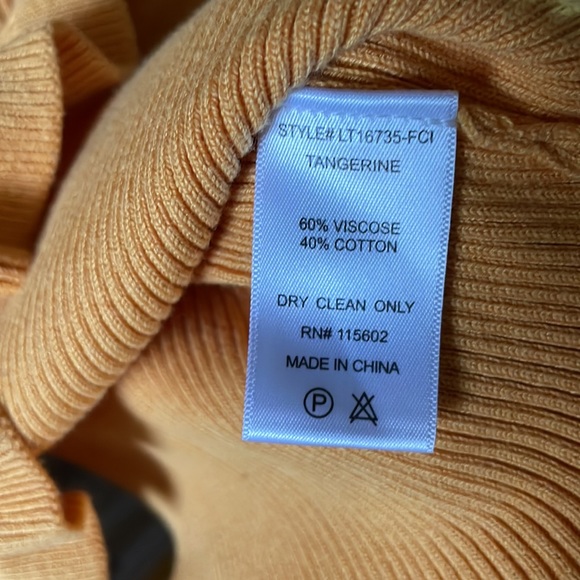 STYLE# LT16735-FCI
TANGERINE
60% VISCOSE
40% COTTON
DRY CLEAN ONLY
RN# 115602
MADE IN CHINA
P